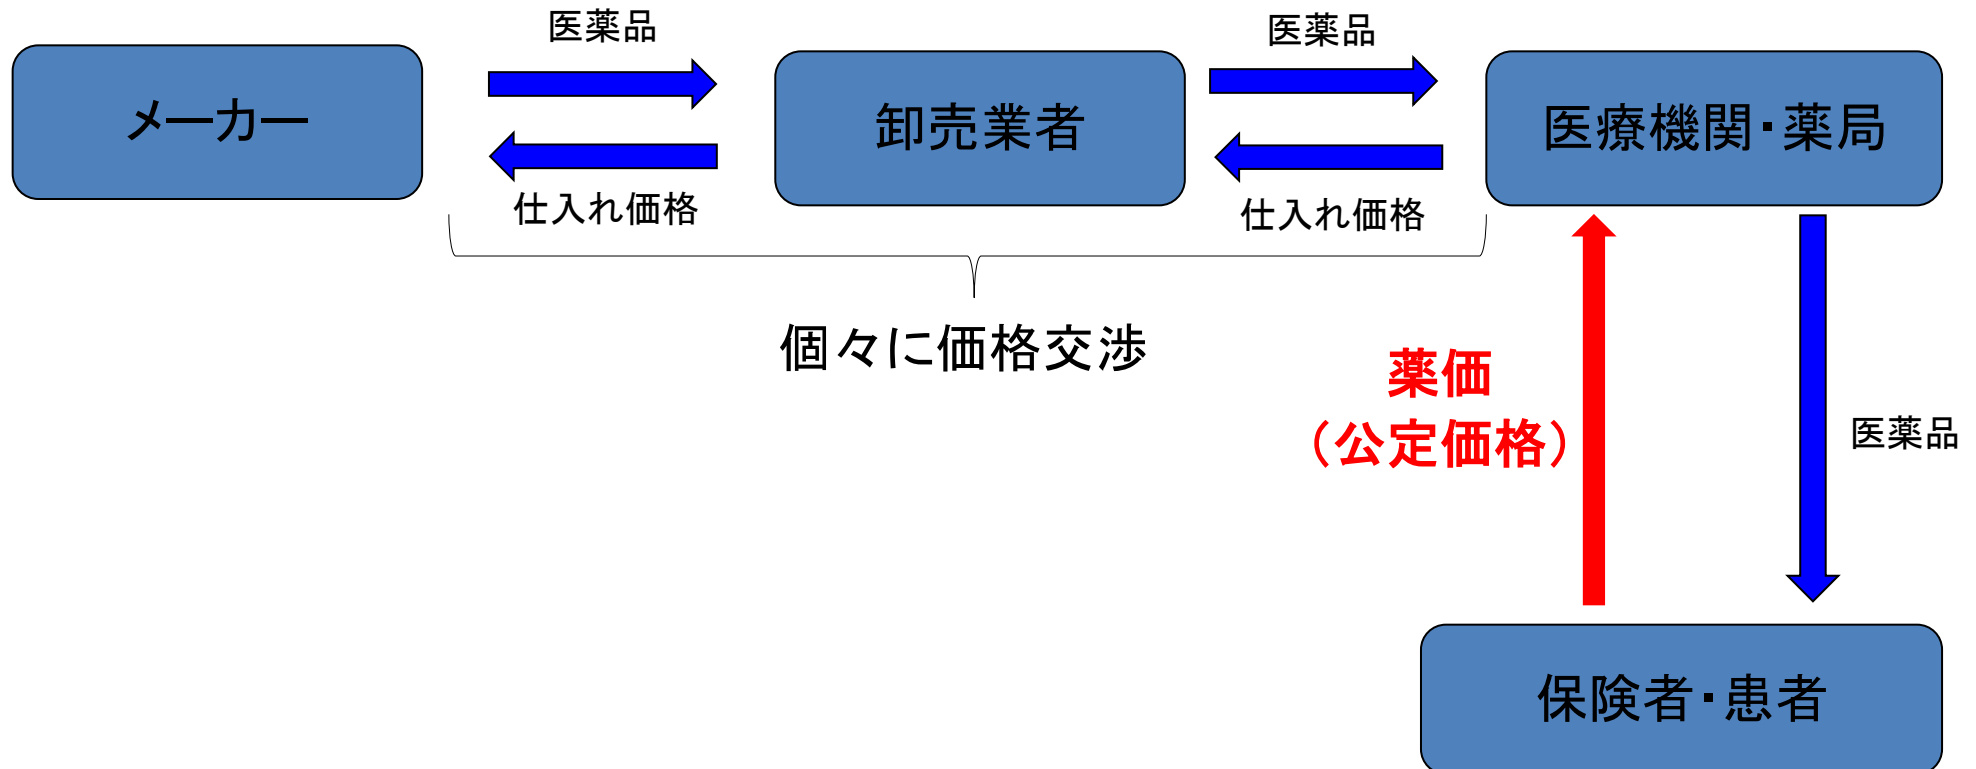 医薬品
医薬品
メーカー
卸売業者
医療機関・薬局
仕入れ価格
仕入れ価格
個々に価格交渉
薬価
（公定価格）
医薬品
保険者・患者